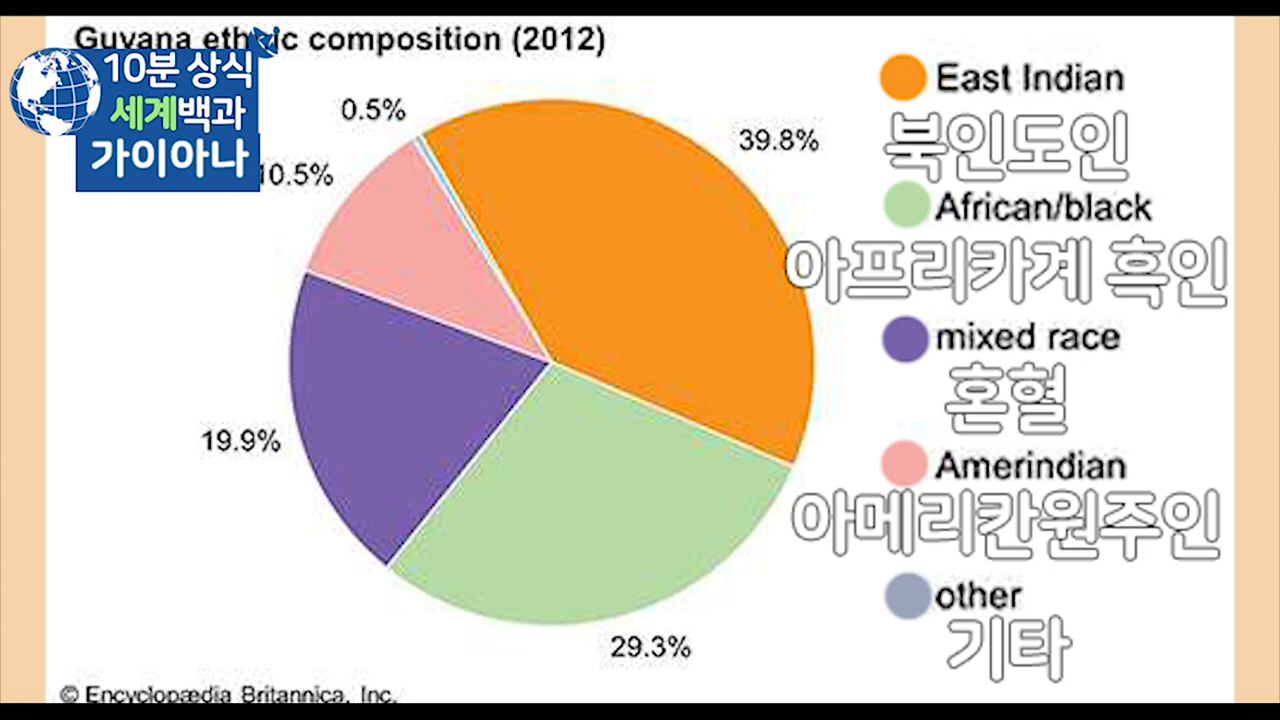 Guyana ethnic composition (2012)
10분 상식
세계백과
가이아나
0.5%
39.8%
10.5%
19.9%
29.3%
East Indian
북인도인
African/black
아프리카계 흑인
mixed race
혼혈
Amerindian
아메리칸원주인
other
기타
© Encyclopædia Britannica, Inc.